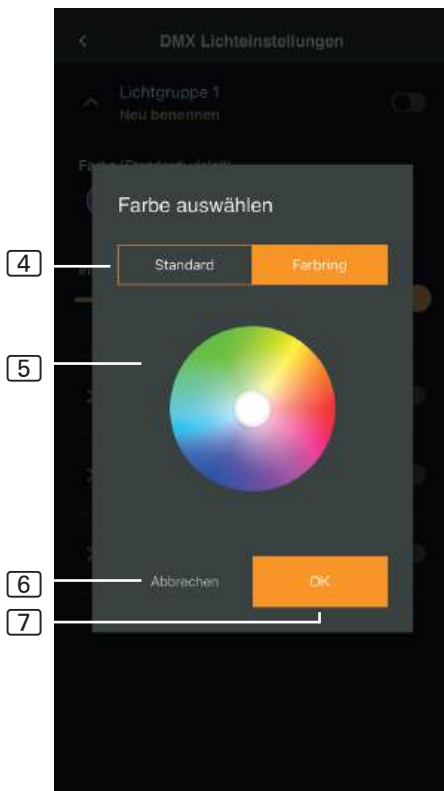 DMX Lichteinstellungen
Lichtgruppe 1
Neu benennen
Farbe auswählen
4
Standard
Farbring
5
6
Abbrechen
OK
7